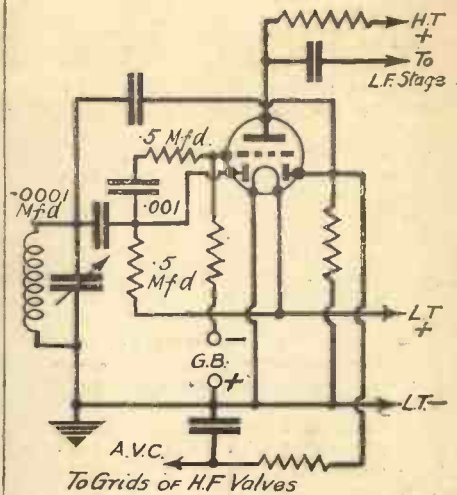 H.T
+
To
L.F. Stage
.5 Mfd
.0001
Mfd
.001
.5
Mfd
L.T
+
-
G.B.
+
L.T.-
A.V.C.
To Grids of H.F Valves